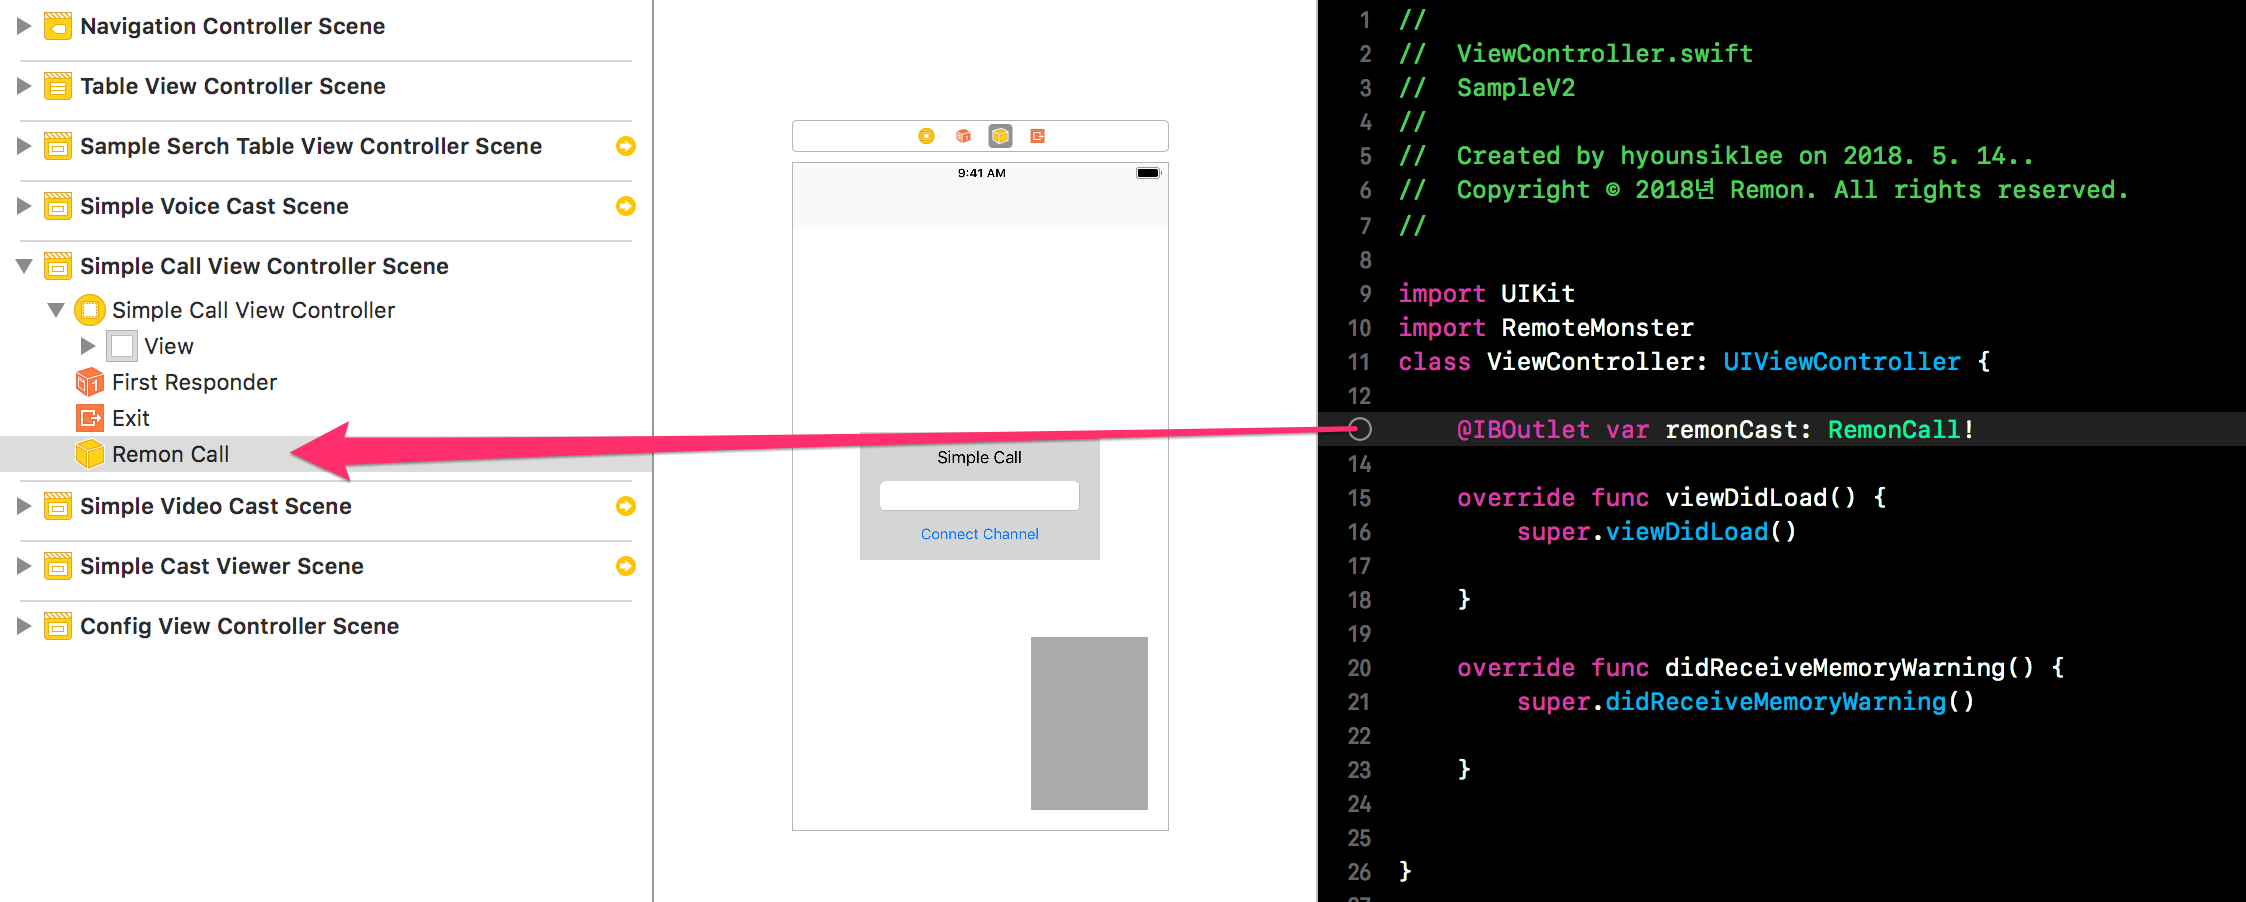 Navigation Controller Scene
Table View Controller Scene
Sample Serch Table View Controller Scene
Simple Voice Cast Scene
Simple Call View Controller Scene
Simple Call View Controller
View
First Responder
Exit
Remon Call
Simple Video Cast Scene
Simple Cast Viewer Scene
Config View Controller Scene
9:41 AM
Simple Call
Connect Channel
1 //
2 //  ViewController.swift
3 //  SampleV2
4 //
5 //  Created by hyounsiklee on 2018. 5. 14..
6 //  Copyright © 2018년 Remon. All rights reserved.
7 //
8
9 import UIKit
10 import RemoteMonster
11 class ViewController: UIViewController {
12
@IBOutlet var remonCast: RemonCall!
14
15     override func viewDidLoad() {
16         super.viewDidLoad()
17
18     }
19
20     override func didReceiveMemoryWarning() {
21         super.didReceiveMemoryWarning()
22
23     }
24
25
26 }